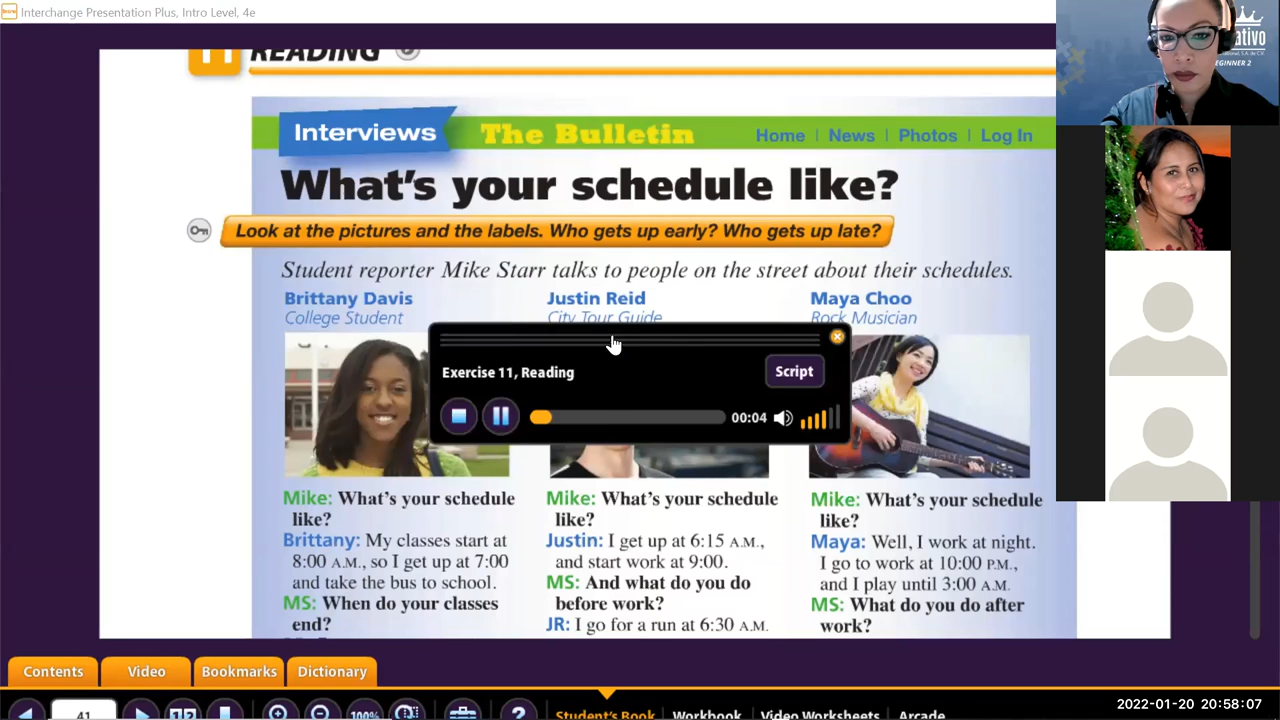 Interchange Presentation Plus, Intro Level, 4e
11 READING
Interviews The Bulletin Home | News | Photos | Log In
What's your schedule like?
Look at the pictures and the labels. Who gets up early? Who gets up late?
Student reporter Mike Starr talks to people on the street about their schedules.
Brittany Davis
College Student
Justin Reid
City Tour Guide
Maya Choo
Rock Musician
Exercise 11, Reading
Script
00:04
Mike: What's your schedule
like?
Brittany: My classes start at
8:00 A.M., so I get up at 7:00
and take the bus to school.
MS: When do your classes
end?
Mike: What's your schedule
like?
Justin: I get up at 6:15 A.M.,
and start work at 9:00.
MS: And what do you do
before work?
JR: I go for a run at 6:30 A.M.
Mike: What's your schedule
like?
Maya: Well, I work at night.
I go to work at 10:00 P.M.,
and I play until 3:00 A.M.
MS: What do you do after
work?
Contents Video Bookmarks Dictionary
41 100% ? Student's Book Workbook Video Worksheets Arcade
2022-01-20 20:58:07